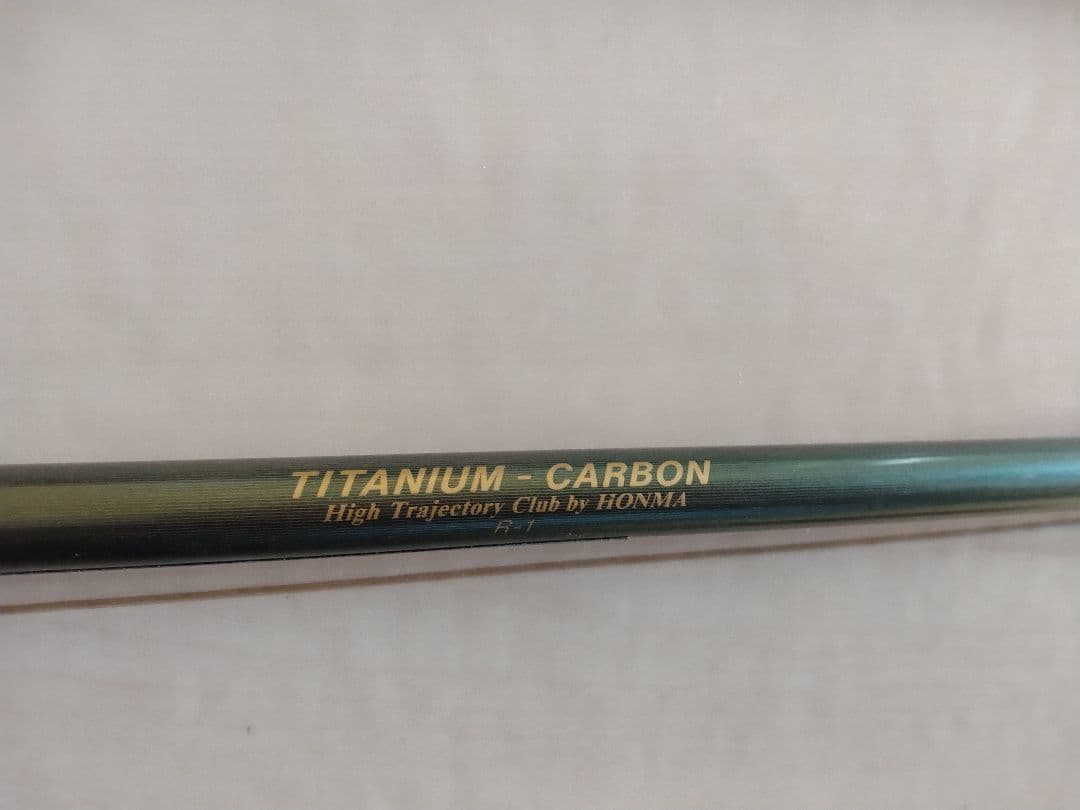 TITANIUM - CARBON
High Trajectory Club by HONMA
R-1